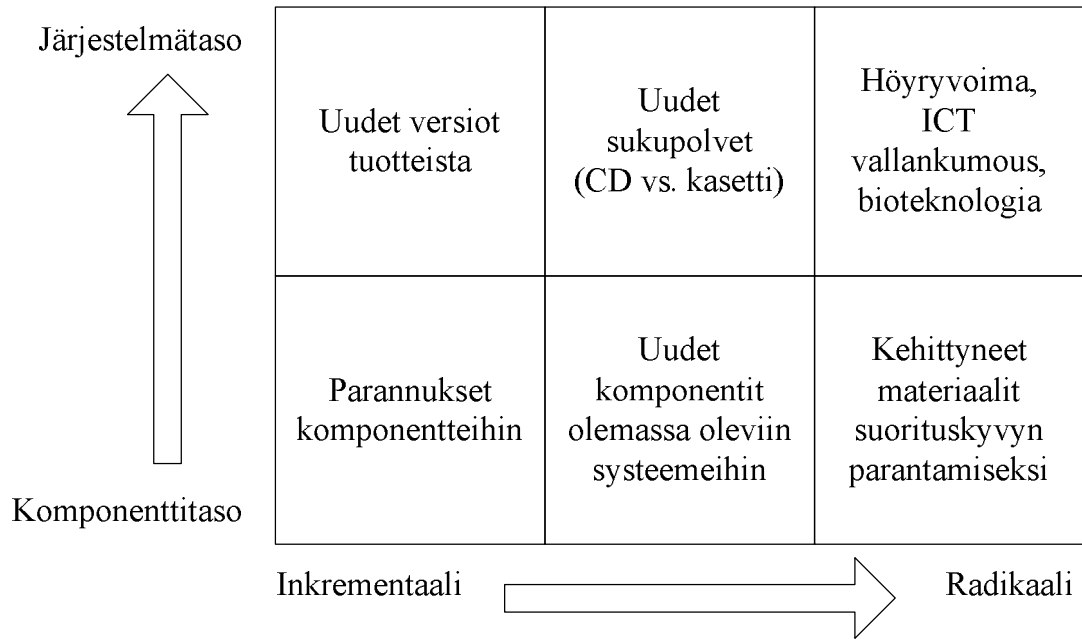 Järjestelmätaso
Uudet versiot
tuotteista
Uudet
sukupolvet
(CD vs. kasetti)
Höyryvoima,
ICT
vallankumous,
bioteknologia
Parannukset
komponentteihin
Uudet
komponentit
olemassa oleviin
systeemeihin
Kehittyneet
materiaalit
suorituskyvyn
parantamiseksi
Komponenttitaso
Inkrementaali
Radikaali